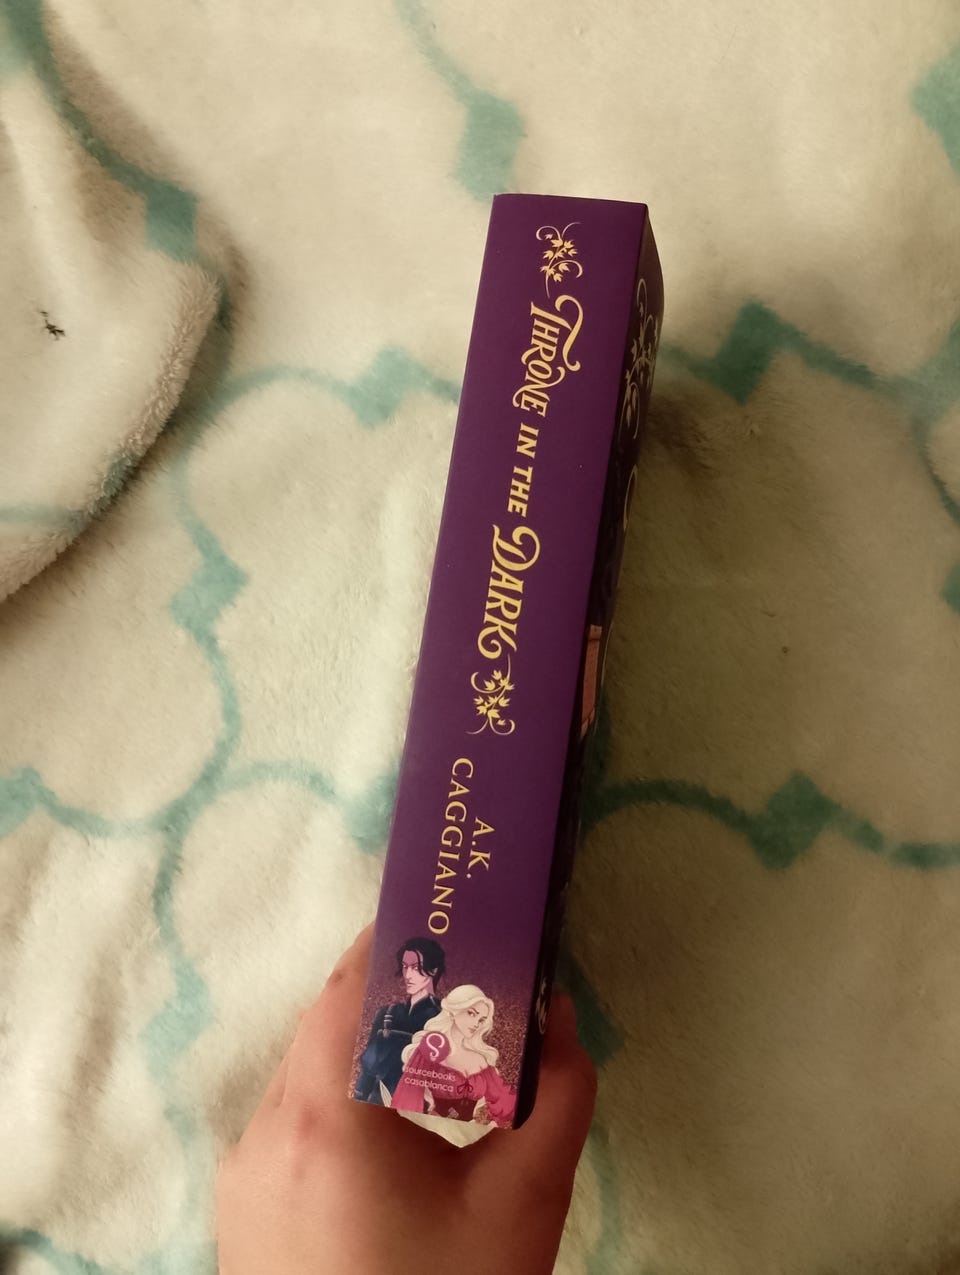 THRONE IN THE DARK
A.K.
CAGGIANO
sourcebooks
casablanca